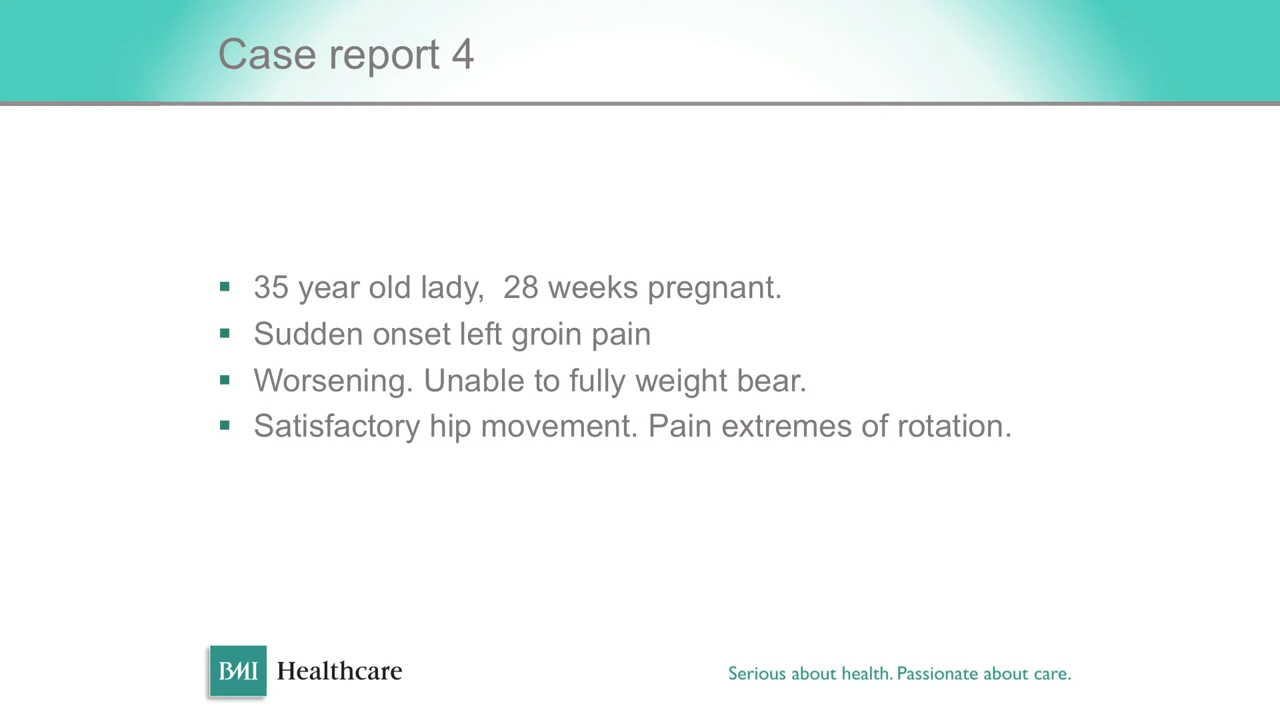 Case report 4
▪ 35 year old lady,  28 weeks pregnant.
▪ Sudden onset left groin pain
▪ Worsening. Unable to fully weight bear.
▪ Satisfactory hip movement. Pain extremes of rotation.
BMI Healthcare
Serious about health. Passionate about care.